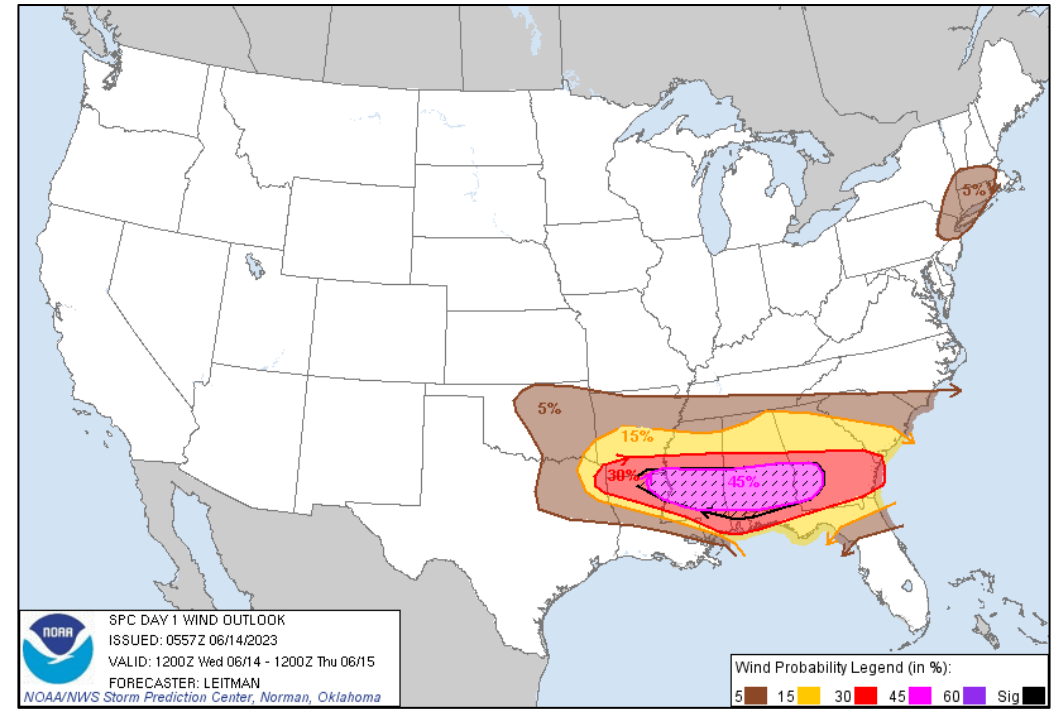 5%
5%
15%
30%
45%
NOAA
SPC DAY 1 WIND OUTLOOK
ISSUED: 0557Z 06/14/2023
VALID: 1200Z Wed 06/14 - 1200Z Thu 06/15
FORECASTER: LEITMAN
NOAA/NWS Storm Prediction Center, Norman, Oklahoma
Wind Probability Legend (in %):
5 15 30 45 60 Sig